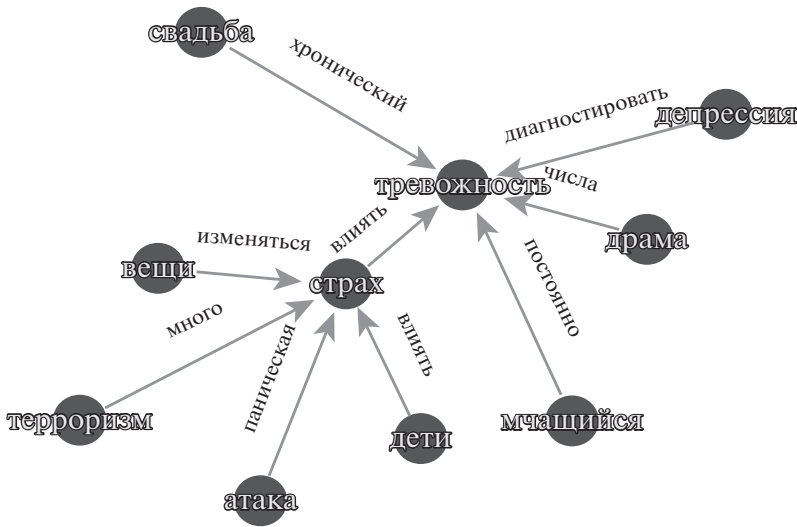 свадьба
хронический
диагностировать
депрессия
тревожность
числа
влиять
изменяться
драма
вещи
страх
постоянно
много
паническая
влиять
терроризм
дети
мчащийся
атака